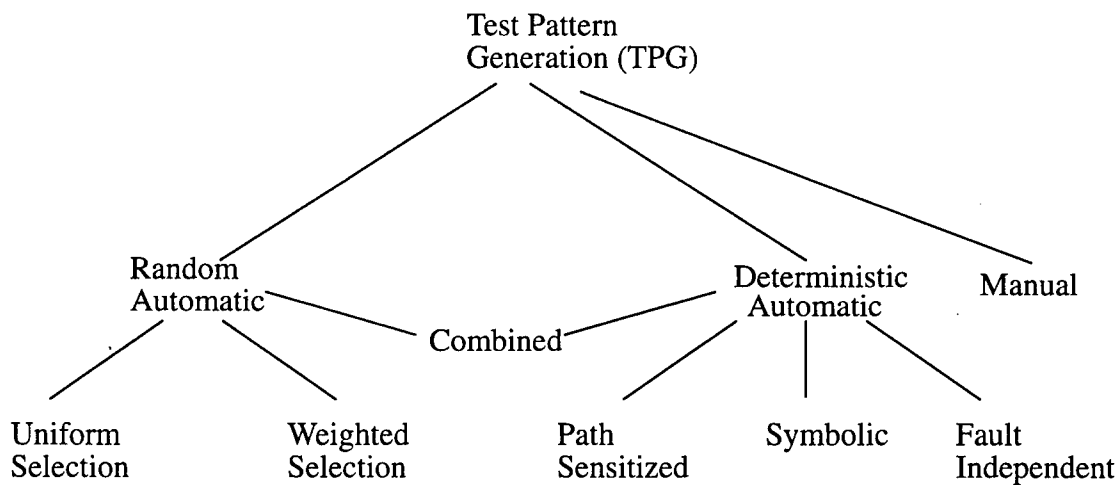 Test Pattern
Generation (TPG)
Random
Automatic
Deterministic
Automatic
Manual
Combined
Uniform
Selection
Weighted
Selection
Path
Sensitized
Symbolic
Fault
Independent